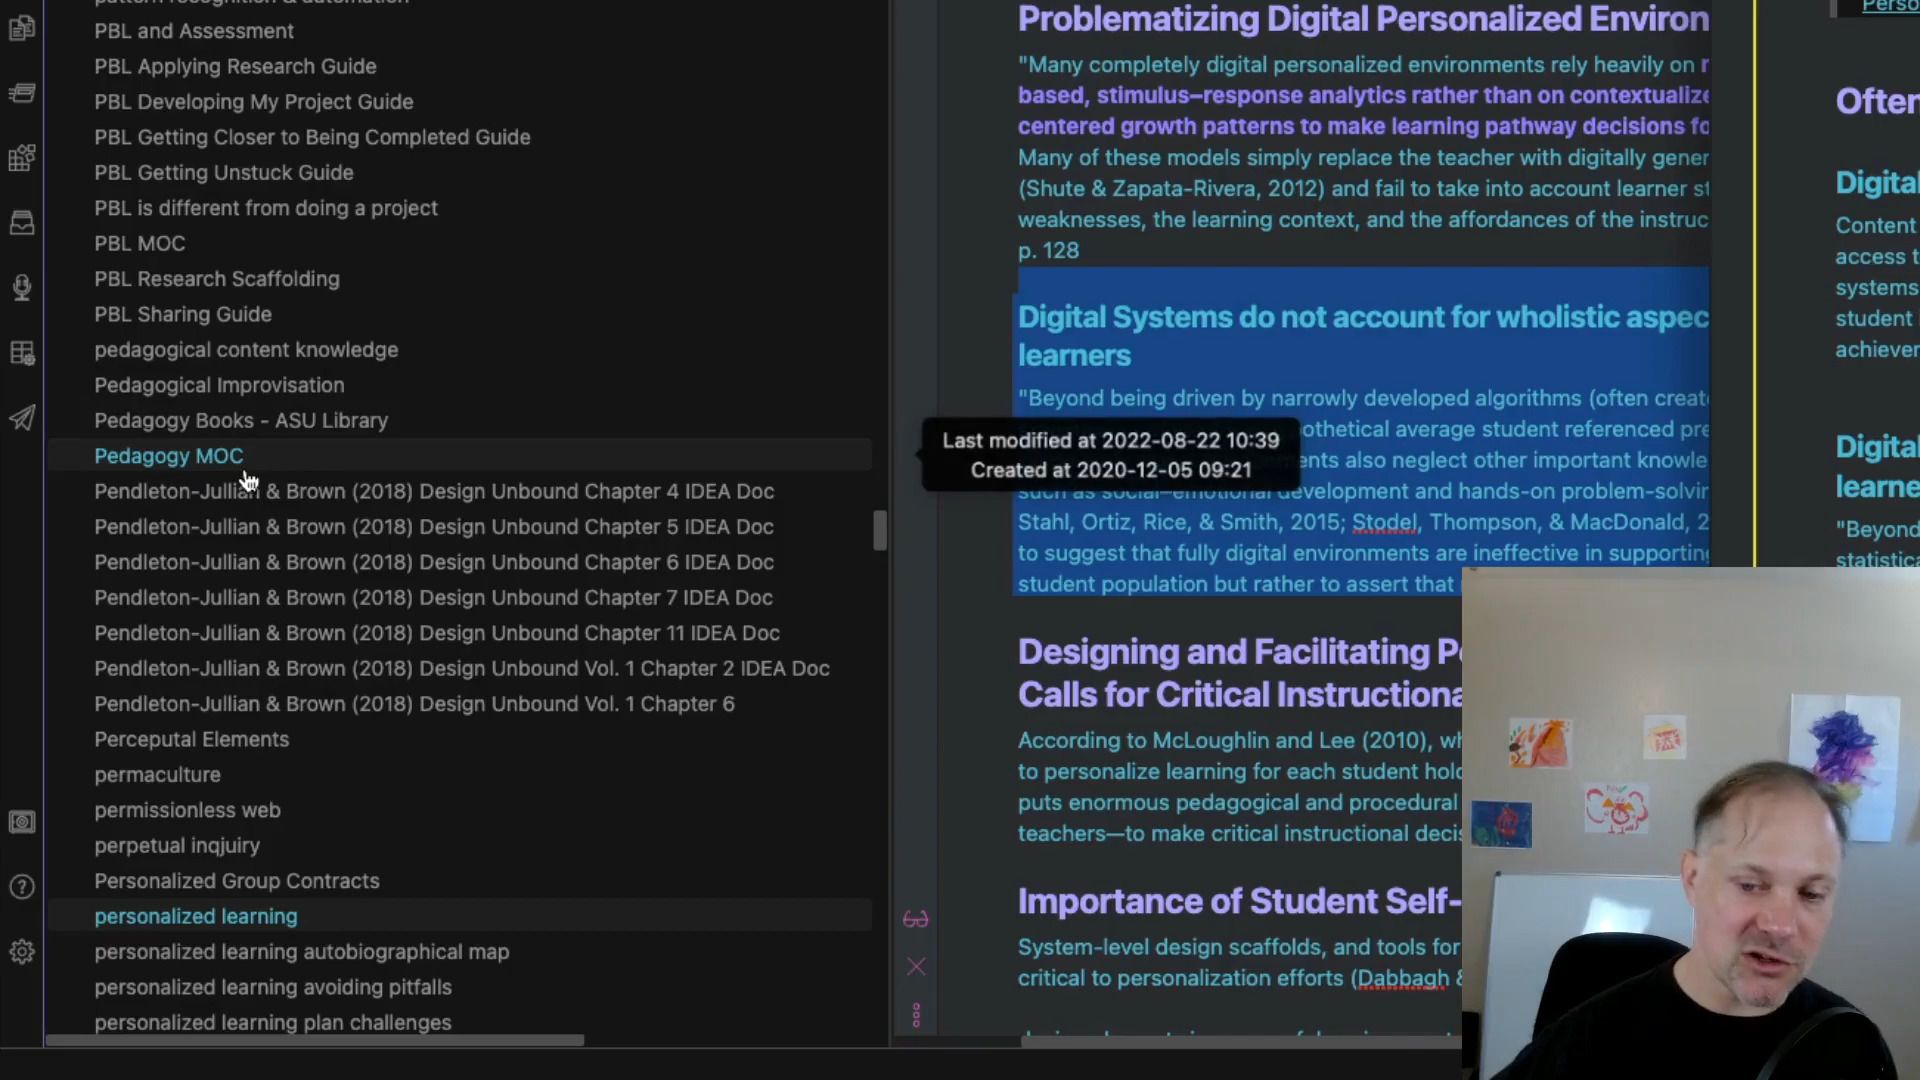 pattern recognition & automation
PBL and Assessment
PBL Applying Research Guide
PBL Developing My Project Guide
PBL Getting Closer to Being Completed Guide
PBL Getting Unstuck Guide
PBL is different from doing a project
PBL MOC
PBL Research Scaffolding
PBL Sharing Guide
pedagogical content knowledge
Pedagogical Improvisation
Pedagogy Books - ASU Library
Pedagogy MOC
Pendleton-Jullian & Brown (2018) Design Unbound Chapter 4 IDEA Doc
Pendleton-Jullian & Brown (2018) Design Unbound Chapter 5 IDEA Doc
Pendleton-Jullian & Brown (2018) Design Unbound Chapter 6 IDEA Doc
Pendleton-Jullian & Brown (2018) Design Unbound Chapter 7 IDEA Doc
Pendleton-Jullian & Brown (2018) Design Unbound Chapter 11 IDEA Doc
Pendleton-Jullian & Brown (2018) Design Unbound Vol. 1 Chapter 2 IDEA Doc
Pendleton-Jullian & Brown (2018) Design Unbound Vol. 1 Chapter 6
Perceputal Elements
permaculture
permissionless web
perpetual inqjuiry
Personalized Group Contracts
personalized learning
personalized learning autobiographical map
personalized learning avoiding pitfalls
personalized learning plan challenges
Last modified at 2022-08-22 10:39
Created at 2020-12-05 09:21
Problematizing Digital Personalized Environ
"Many completely digital personalized environments rely heavily on r
based, stimulus–response analytics rather than on contextualize
centered growth patterns to make learning pathway decisions fo
Many of these models simply replace the teacher with digitally gener
(Shute & Zapata-Rivera, 2012) and fail to take into account learner st
weaknesses, the learning context, and the affordances of the instruc
p. 128
Digital Systems do not account for wholistic aspec
learners
"Beyond being driven by narrowly developed algorithms (often creat
othetical average student referenced pre
nts also neglect other important knowle
such as social–emotional development and hands-on problem-solvin
Stahl, Ortiz, Rice, & Smith, 2015; Stodel, Thompson, & MacDonald, 2
to suggest that fully digital environments are ineffective in supporting
student population but rather to assert that
Designing and Facilitating Pe
Calls for Critical Instructiona
According to McLoughlin and Lee (2010), wh
to personalize learning for each student hold
puts enormous pedagogical and procedural
teachers—to make critical instructional decis
Importance of Student Self-
System-level design scaffolds, and tools for
critical to personalization efforts (Dabbagh &
Perso
Often
Digital
Content
access t
systems
student
achiever
Digital
learne
"Beyond
statistica